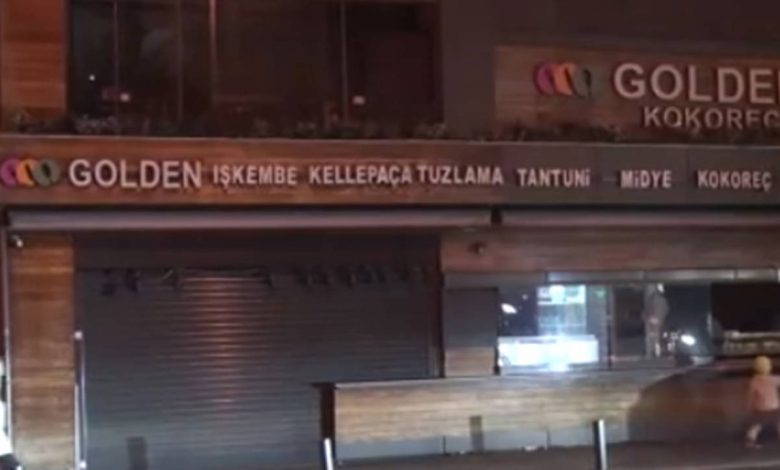 GOLDEN
KOKOREÇ
GOLDEN İŞKEMBE KELLEPAÇA TUZLAMA TANTUNİ MİDYE KOKOREÇ